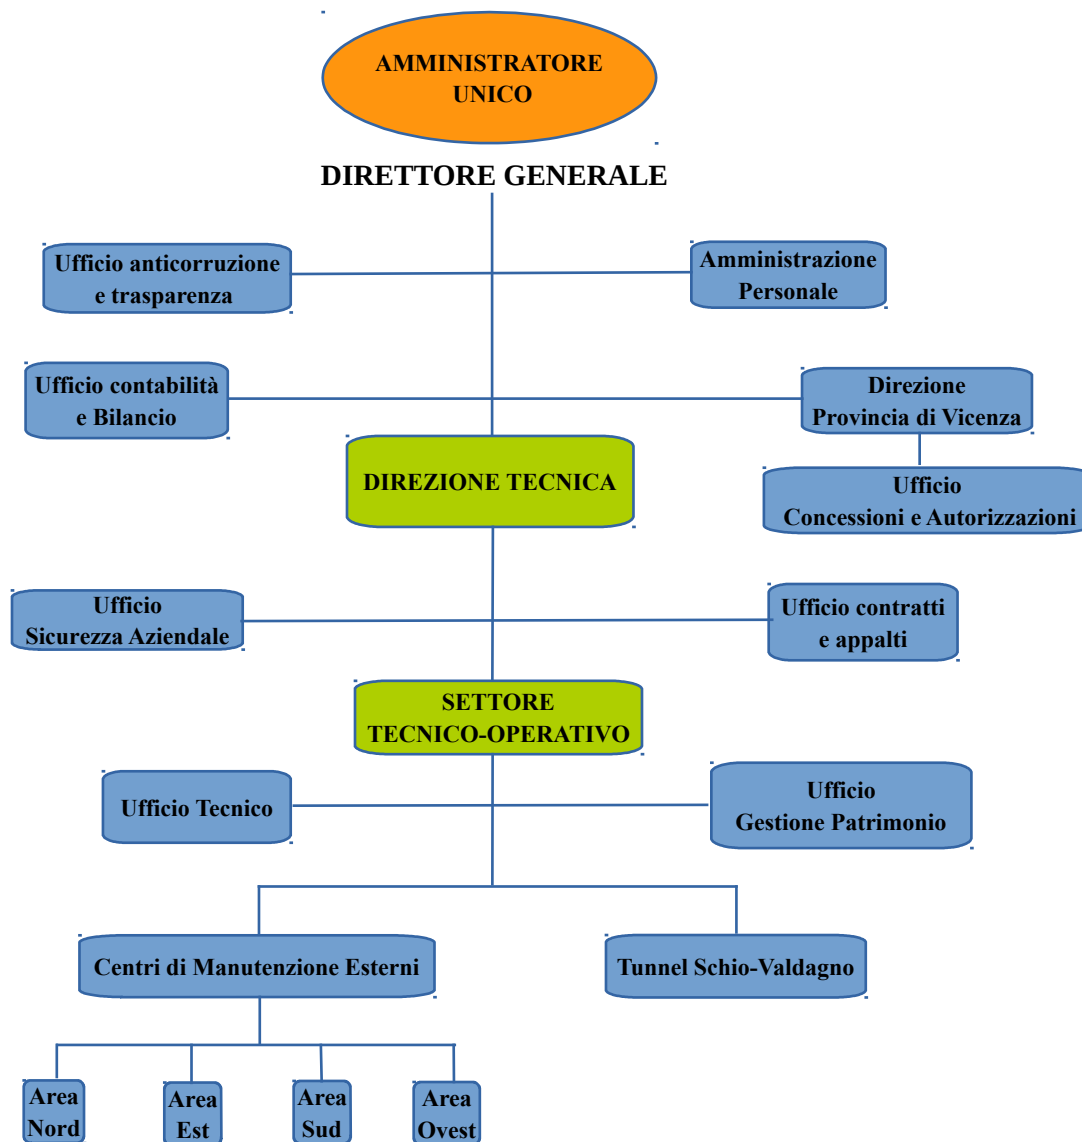 AMMINISTRATORE
UNICO
DIRETTORE GENERALE
Ufficio anticorruzione
e trasparenza
Amministrazione
Personale
Ufficio contabilità
e Bilancio
Direzione
Provincia di Vicenza
DIREZIONE TECNICA
Ufficio
Concessioni e Autorizzazioni
Ufficio
Sicurezza Aziendale
Ufficio contratti
e appalti
SETTORE
TECNICO-OPERATIVO
Ufficio Tecnico
Ufficio
Gestione Patrimonio
Centri di Manutenzione Esterni
Tunnel Schio-Valdagno
Area
Nord
Area
Est
Area
Sud
Area
Ovest